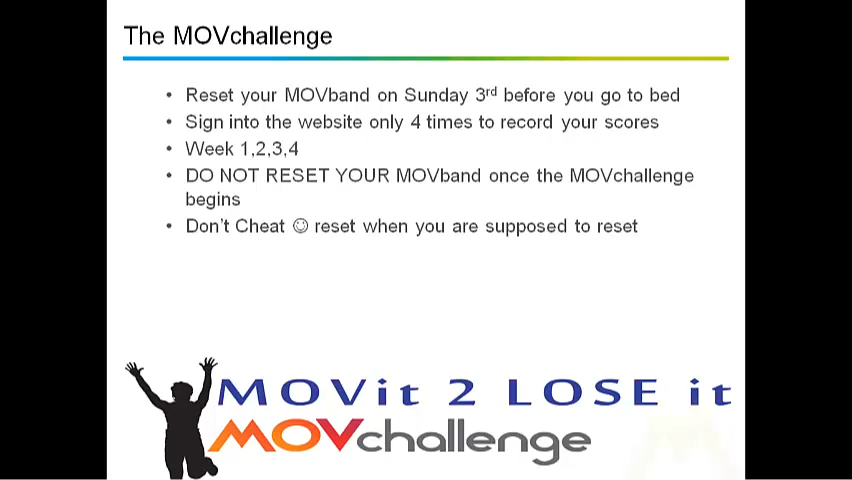 The MOVchallenge
• Reset your MOVband on Sunday 3rd before you go to bed
• Sign into the website only 4 times to record your scores
• Week 1,2,3,4
• DO NOT RESET YOUR MOVband once the MOVchallenge
begins
• Don't Cheat ☺ reset when you are supposed to reset
MOVit 2 LOSE it
MOVchallenge